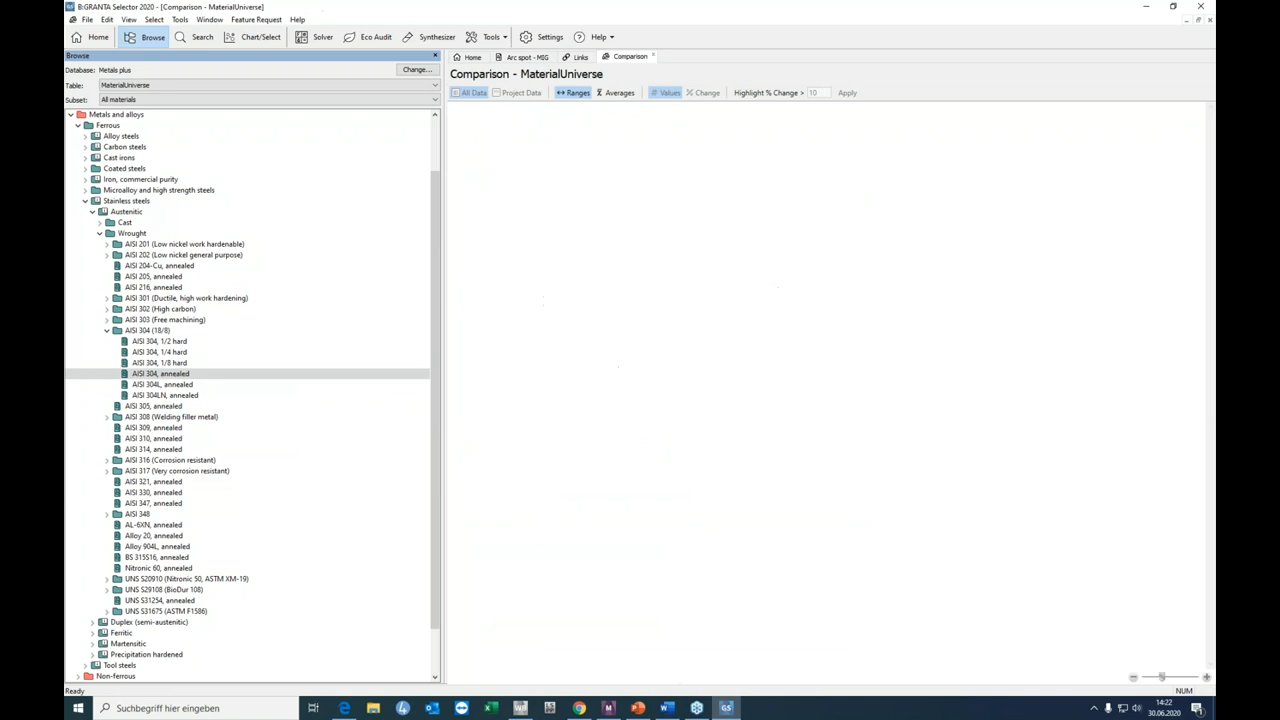 B:GRANTA Selector 2020 - [Comparison - MaterialUniverse]
File Edit View Select Tools Window Feature Request Help
Home Browse Search Chart/Select Solver Eco Audit Synthesizer Tools Settings Help
Browse
Database: Metals plus Change...
Table: MaterialUniverse
Subset: All materials
Metals and alloys
Ferrous
Alloy steels
Carbon steels
Cast irons
Coated steels
Iron, commercial purity
Microalloy and high strength steels
Stainless steels
Austenitic
Cast
Wrought
AISI 201 (Low nickel work hardenable)
AISI 202 (Low nickel general purpose)
AISI 204-Cu, annealed
AISI 205, annealed
AISI 216, annealed
AISI 301 (Ductile, high work hardening)
AISI 302 (High carbon)
AISI 303 (Free machining)
AISI 304 (18/8)
AISI 304, 1/2 hard
AISI 304, 1/4 hard
AISI 304, 1/8 hard
AISI 304, annealed
AISI 304L, annealed
AISI 304LN, annealed
AISI 305, annealed
AISI 308 (Welding filler metal)
AISI 309, annealed
AISI 310, annealed
AISI 314, annealed
AISI 316 (Corrosion resistant)
AISI 317 (Very corrosion resistant)
AISI 321, annealed
AISI 330, annealed
AISI 347, annealed
AISI 348
AL-6XN, annealed
Alloy 20, annealed
Alloy 904L, annealed
BS 315S16, annealed
Nitronic 60, annealed
UNS S20910 (Nitronic 50, ASTM XM-19)
UNS S29108 (BioDur 108)
UNS S31254, annealed
UNS S31675 (ASTM F1586)
Duplex (semi-austenitic)
Ferritic
Martensitic
Precipitation hardened
Tool steels
Non-ferrous
Home Arc spot - MIG Links Comparison
Comparison - MaterialUniverse
All Data Project Data Ranges Averages Values % Change Highlight % Change > 10 Apply
Ready NUM
Suchbegriff hier eingeben
14:22
30.06.2020